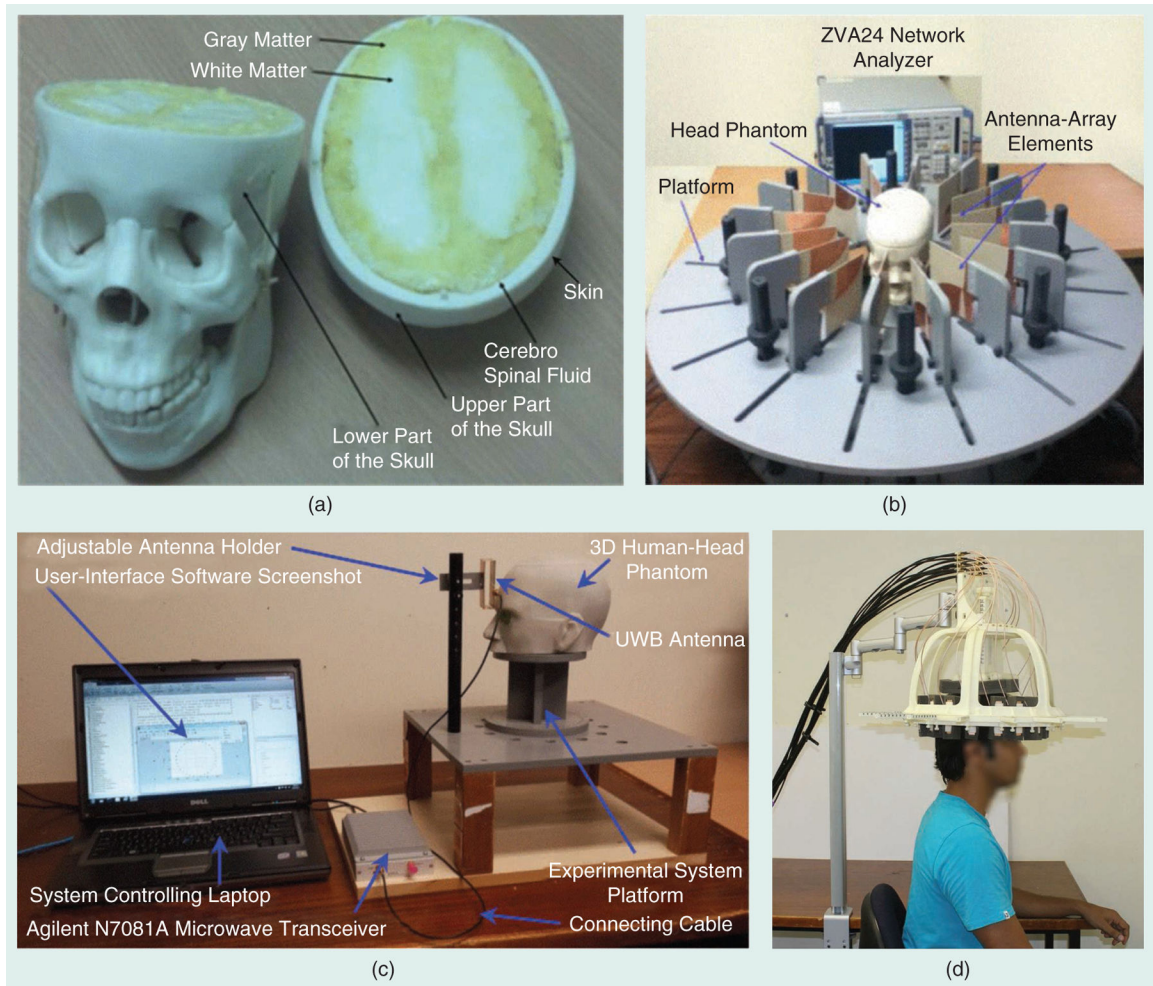 Gray Matter
White Matter
Skin
Cerebro
Spinal Fluid
Upper Part
of the Skull
Lower Part
of the Skull
(a)
ZVA24 Network
Analyzer
Head Phantom
Antenna-Array
Elements
Platform
(b)
Adjustable Antenna Holder
User-Interface Software Screenshot
3D Human-Head
Phantom
UWB Antenna
DELL
System Controlling Laptop
Agilent N7081A Microwave Transceiver
Experimental System
Platform
Connecting Cable
(c)
(d)